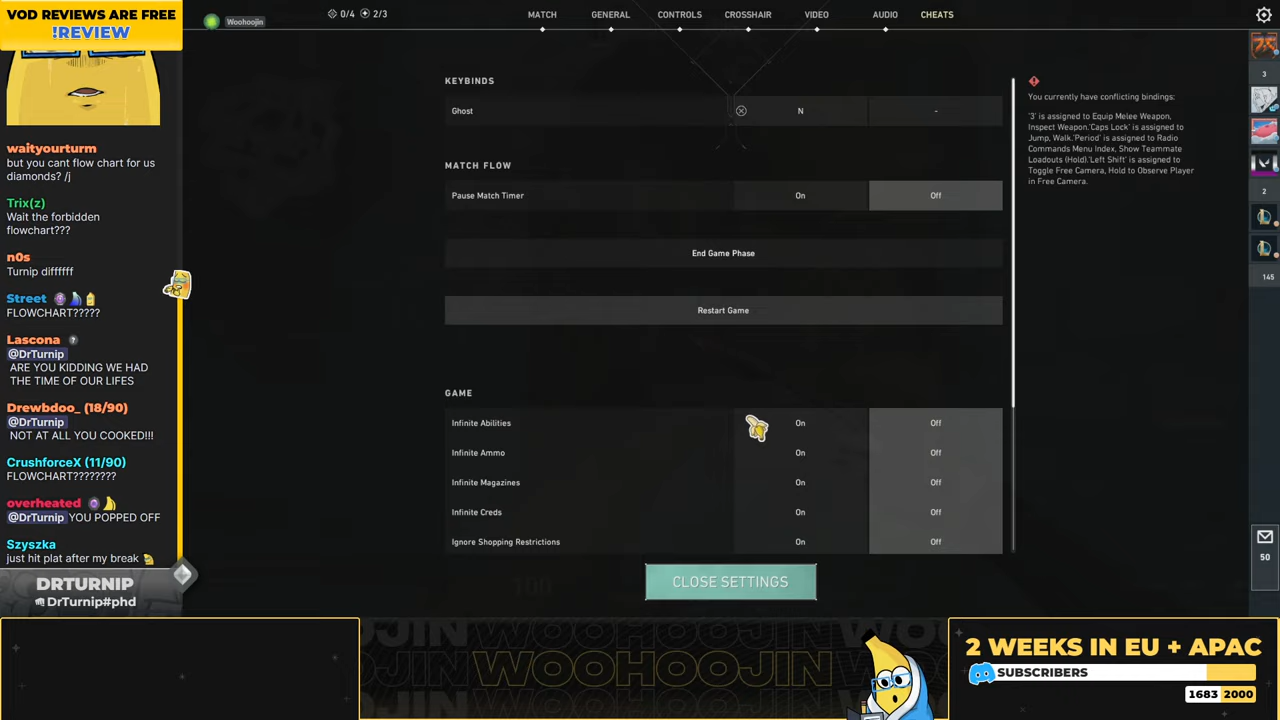 VOD REVIEWS ARE FREE
!REVIEW
waityourturm
but you cant flow chart for us
diamonds? /j
Trix(z)
Wait the forbidden
flowchart???
n0s
Turnip diffffff
Street
FLOWCHART?????
Lascona
@DrTurnip
ARE YOU KIDDING WE HAD
THE TIME OF OUR LIFES
Drewbdoo_ (18/90)
@DrTurnip
NOT AT ALL YOU COOKED!!!
CrushforceX (11/90)
FLOWCHART????????
overheated
@DrTurnip YOU POPPED OFF
Szyszka
just hit plat after my break
DRTURNIP
DrTurnip#phd
Woohoojin
0/4 2/3
MATCH GENERAL CONTROLS CROSSHAIR VIDEO AUDIO CHEATS
KEYBINDS
Ghost N -
MATCH FLOW
Pause Match Timer On Off
End Game Phase
Restart Game
GAME
Infinite Abilities On Off
Infinite Ammo On Off
Infinite Magazines On Off
Infinite Creds On Off
Ignore Shopping Restrictions On Off
CLOSE SETTINGS
You currently have conflicting bindings:
'3' is assigned to Equip Melee Weapon,
Inspect Weapon.'Caps Lock' is assigned to
Jump, Walk.'Period' is assigned to Radio
Commands Menu Index, Show Teammate
Loadouts (Hold).'Left Shift' is assigned to
Toggle Free Camera, Hold to Observe Player
in Free Camera.
3
2
145
50
WOOHOOJIN
2 WEEKS IN EU + APAC
SUBSCRIBERS
1683 2000